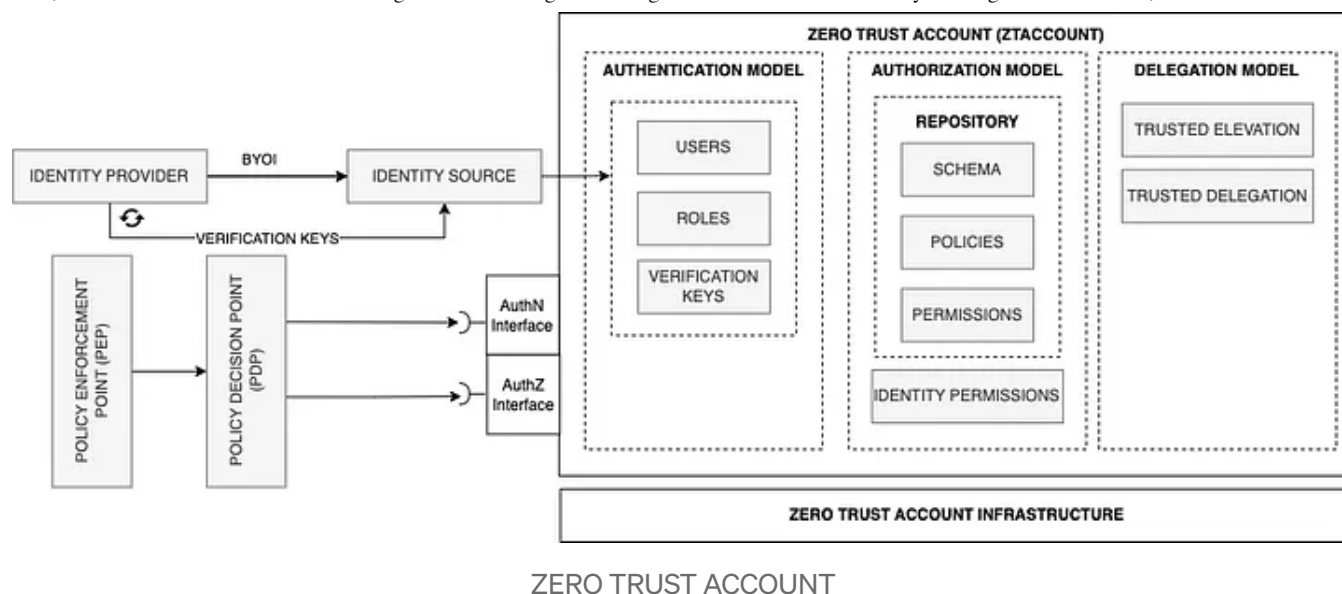 ZERO TRUST ACCOUNT (ZTACCOUNT)
AUTHENTICATION MODEL
AUTHORIZATION MODEL
DELEGATION MODEL
USERS
ROLES
VERIFICATION
KEYS
REPOSITORY
SCHEMA
POLICIES
PERMISSIONS
IDENTITY PERMISSIONS
TRUSTED ELEVATION
TRUSTED DELEGATION
IDENTITY PROVIDER
BYOI
IDENTITY SOURCE
VERIFICATION KEYS
POLICY ENFORCEMENT
POINT (PEP)
POLICY DECISION POINT
(PDP)
AuthN
Interface
AuthZ
Interface
ZERO TRUST ACCOUNT INFRASTRUCTURE
ZERO TRUST ACCOUNT